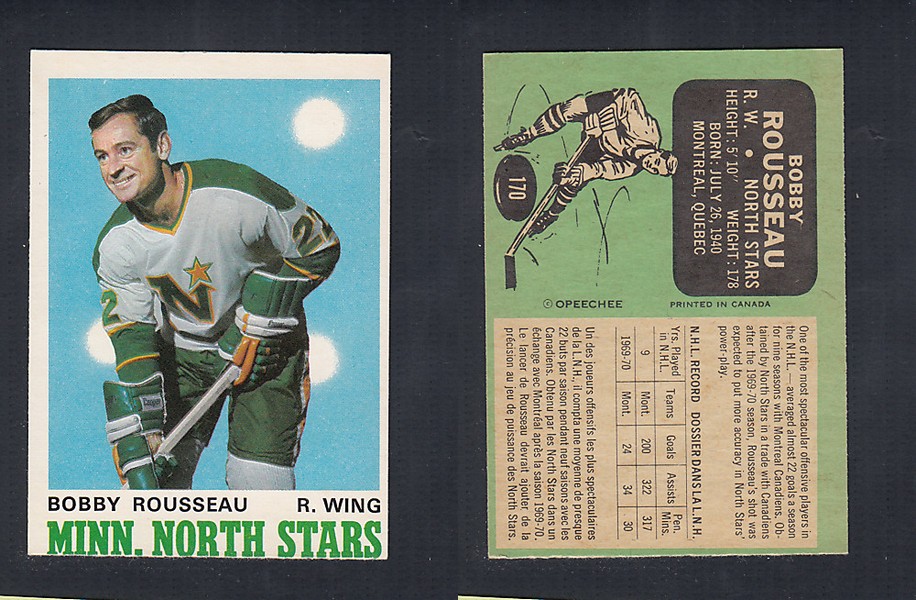 2
22
BOBBY ROUSSEAU R. WING
MINN. NORTH STARS
BOBBY
ROUSSEAU
R. W. • NORTH STARS
HEIGHT: 5'10" WEIGHT: 178
BORN: JULY 26, 1940
MONTREAL, QUEBEC
170
© OPEECHEE PRINTED IN CANADA
One of the most spectacular offensive players in
the N.H.L. — averaged almost 22 goals a season
for nine seasons with Montreal Canadiens. Ob-
tained by North Stars in a trade with Canadiens
after the 1969-70 season, Rousseau's shot was
expected to put more accuracy in North Stars'
power-play.
N.H.L. RECORD DOSSIER DANS LA L.N.H.
Yrs. Played in N.H.L. Teams Goals Assists Pen. Mins.
9 Mont. 200 322 317
1969-70 Mont. 24 34 30
Un des joueurs offensifs les plus spectaculaires
de la L.N.H., il compta une moyenne de presque
22 buts par saison pendant neuf saisons avec les
Canadiens. Obtenu par les North Stars dans un
échange avec Montréal après la saison 1969-70.
Le lancer de Rousseau devrait ajouter de la
précision au jeu de puissance des North Stars.